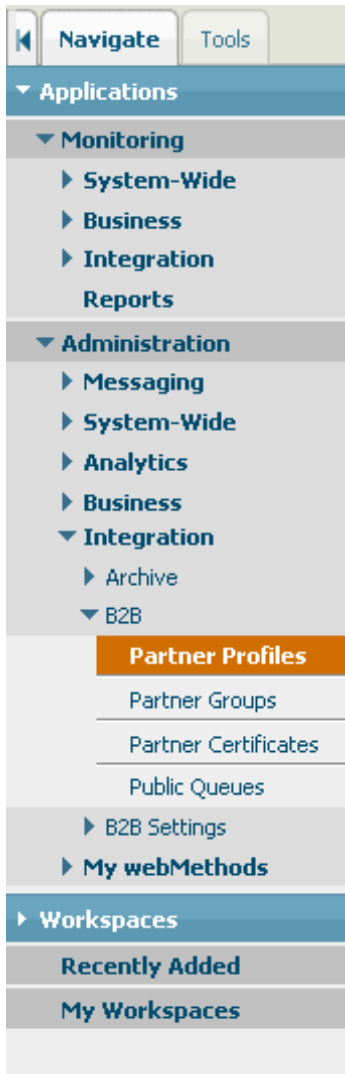 Navigate Tools
Applications
Monitoring
System-Wide
Business
Integration
Reports
Administration
Messaging
System-Wide
Analytics
Business
Integration
Archive
B2B
Partner Profiles
Partner Groups
Partner Certificates
Public Queues
B2B Settings
My webMethods
Workspaces
Recently Added
My Workspaces